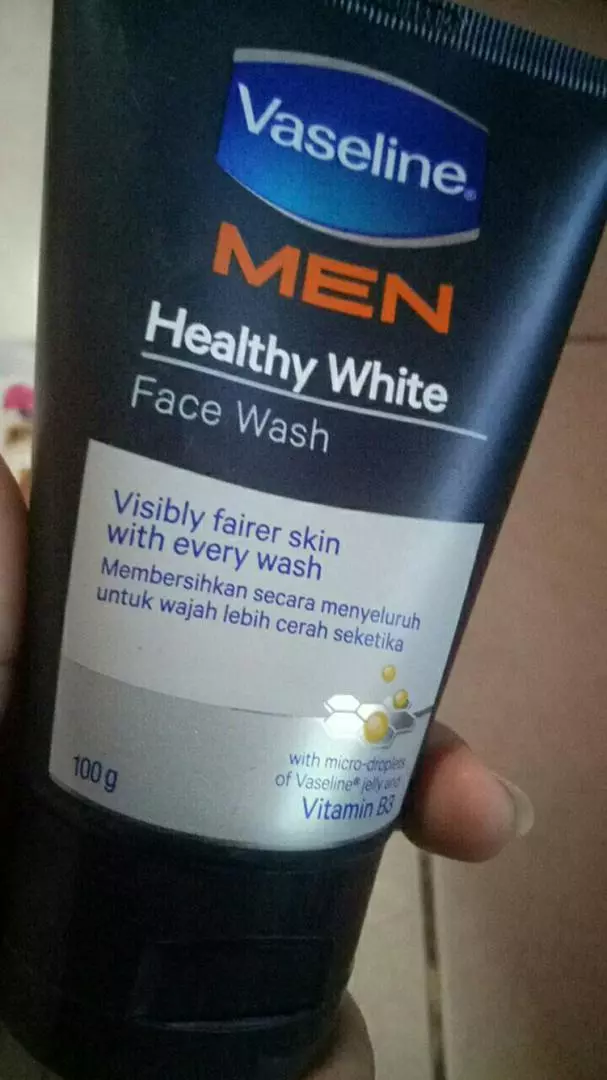 Vaseline®
MEN
Healthy White
Face Wash
Visibly fairer skin
with every wash
Membersihkan secara menyeluruh
untuk wajah lebih cerah seketika
100g
with micro-droplets
of Vaseline® jelly and
Vitamin B3